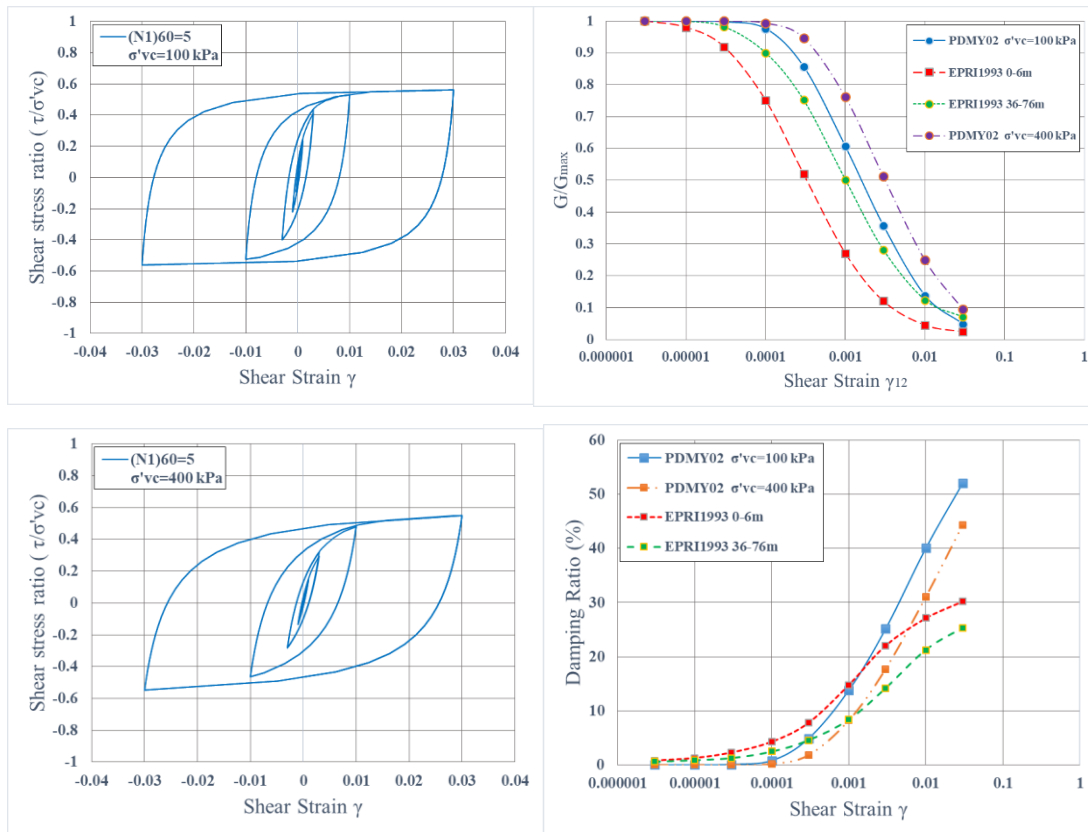 (N1)60=5
σ'vc=100 kPa
Shear stress ratio ( τ/σ'vc)
1
0.8
0.6
0.4
0.2
0
-0.2
-0.4
-0.6
-0.8
-1
-0.04 -0.03 -0.02 -0.01 0 0.01 0.02 0.03 0.04
Shear Strain γ
PDMY02 σ'vc=100 kPa
EPRI1993 0-6m
EPRI1993 36-76m
PDMY02 σ'vc=400 kPa
G/Gmax
1
0.9
0.8
0.7
0.6
0.5
0.4
0.3
0.2
0.1
0
0.000001 0.00001 0.0001 0.001 0.01 0.1 1
Shear Strain γ12
(N1)60=5
σ'vc=400 kPa
Shear stress ratio ( τ/σ'vc)
1
0.8
0.6
0.4
0.2
0
-0.2
-0.4
-0.6
-0.8
-1
-0.04 -0.03 -0.02 -0.01 0 0.01 0.02 0.03 0.04
Shear Strain γ
PDMY02 σ'vc=100 kPa
PDMY02 σ'vc=400 kPa
EPRI1993 0-6m
EPRI1993 36-76m
Damping Ratio (%)
60
50
40
30
20
10
0
0.000001 0.00001 0.0001 0.001 0.01 0.1 1
Shear Strain γ